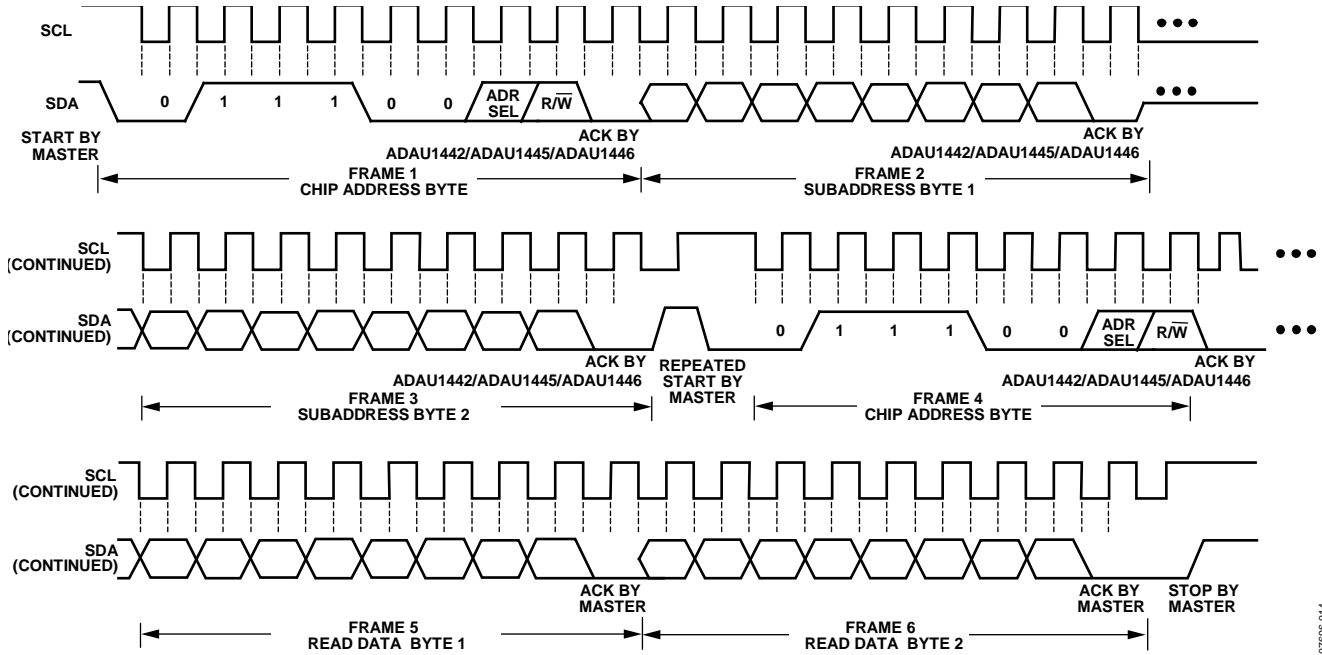 SCL
SDA
0 1 1 1 0 0 ADR SEL R/W̅
START BY MASTER
ACK BY ADAU1442/ADAU1445/ADAU1446
ACK BY ADAU1442/ADAU1445/ADAU1446
FRAME 1
CHIP ADDRESS BYTE
FRAME 2
SUBADDRESS BYTE 1
SCL
(CONTINUED)
SDA
(CONTINUED)
0 1 1 1 0 0 ADR SEL R/W̅
ACK BY
ADAU1442/ADAU1445/ADAU1446
REPEATED
START BY
MASTER
ACK BY
ADAU1442/ADAU1445/ADAU1446
FRAME 3
SUBADDRESS BYTE 2
FRAME 4
CHIP ADDRESS BYTE
SCL
(CONTINUED)
SDA
(CONTINUED)
ACK BY
MASTER
ACK BY
MASTER
STOP BY
MASTER
FRAME 5
READ DATA BYTE 1
FRAME 6
READ DATA BYTE 2